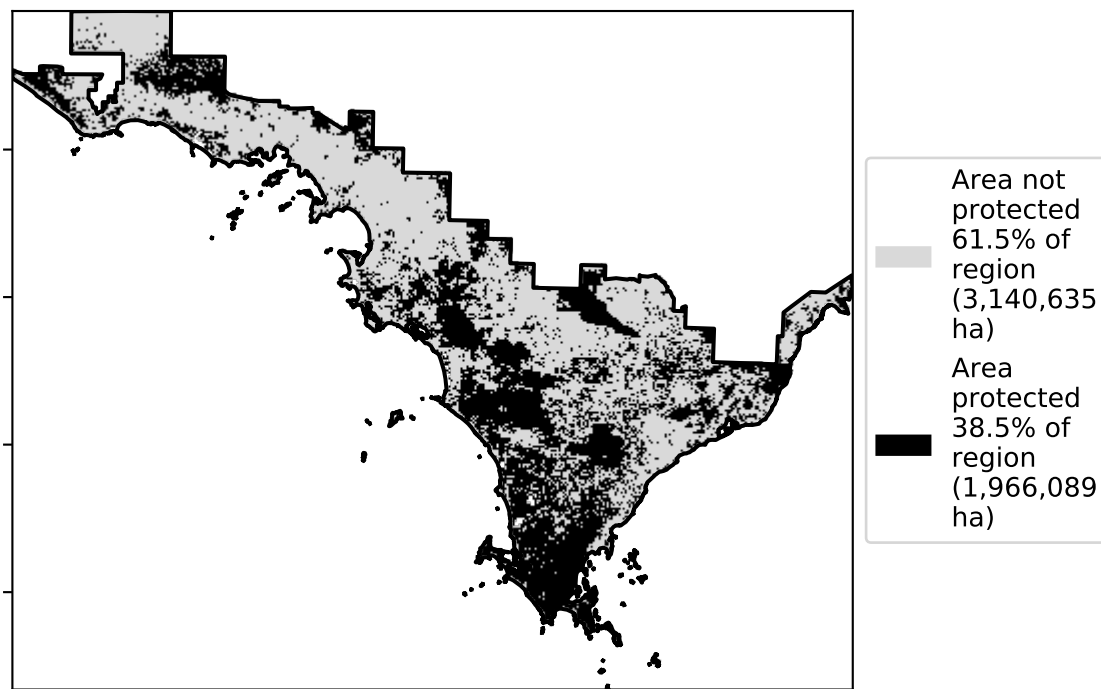 Area not
protected
61.5% of
region
(3,140,635
ha)
Area
protected
38.5% of
region
(1,966,089
ha)